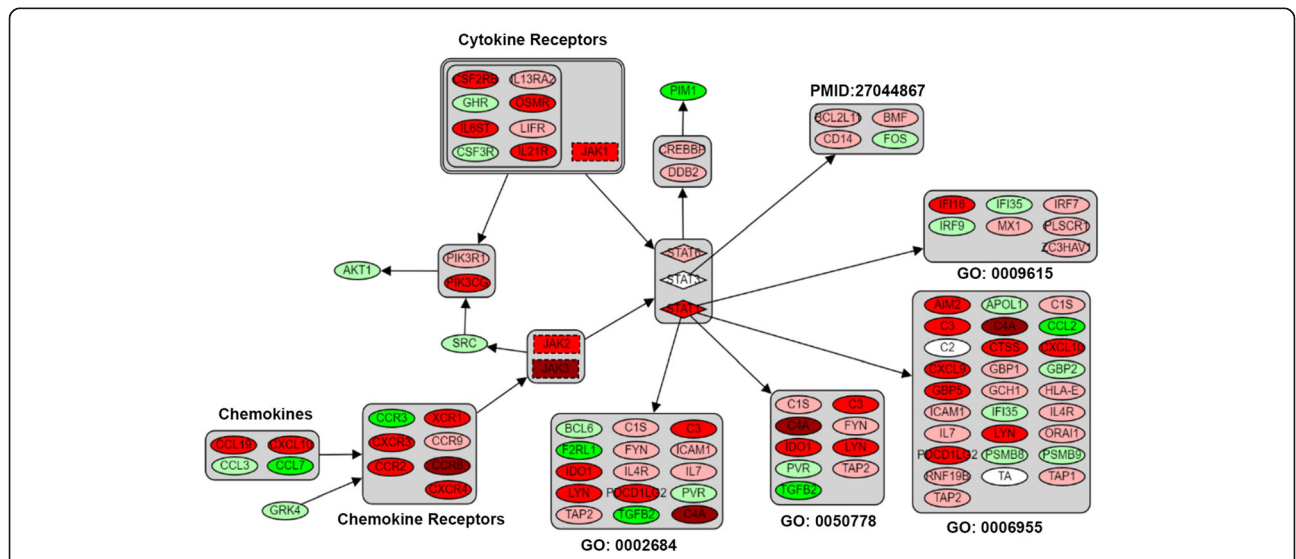 Cytokine Receptors
CSF2RB IL13RA2
GHR OSMR
IL6ST LIFR
CSF3R IL21R JAK1
PIM1
CREBBP
DDB2
PMID:27044867
BCL2L11 BMF
CD14 FOS
IFI16 IFI35 IRF7
IRF9 MX1 PLSCR1
ZC3HAV1
GO: 0009615
STAT6
STAT3
STAT1
PIK3R1
PIK3CG
AKT1
SRC
JAK2
JAK3
AIM2 APOL1 C1S
C3 C4A CCL2
C2 CTSS CXCL10
CXCL9 GBP1 GBP2
GBP5 GCH1 HLA-E
ICAM1 IFI35 IL4R
IL7 LYN ORAI1
PDCD1LG2 PSMB8 PSMB9
RNF19B TA TAP1
TAP2
GO: 0006955
Chemokines
CCL19 CXCL10
CCL3 CCL7
GRK4
CCR3 XCR1
CXCR3 CCR9
CCR2 CCR6
CXCR4
Chemokine Receptors
BCL6 C1S C3
F2RL1 FYN ICAM1
IDO1 IL4R IL7
LYN PDCD1LG2 PVR
TAP2 TGFB2 C4A
GO: 0002684
C1S C3
C4A FYN
IDO1 LYN
PVR TAP2
TGFB2
GO: 0050778